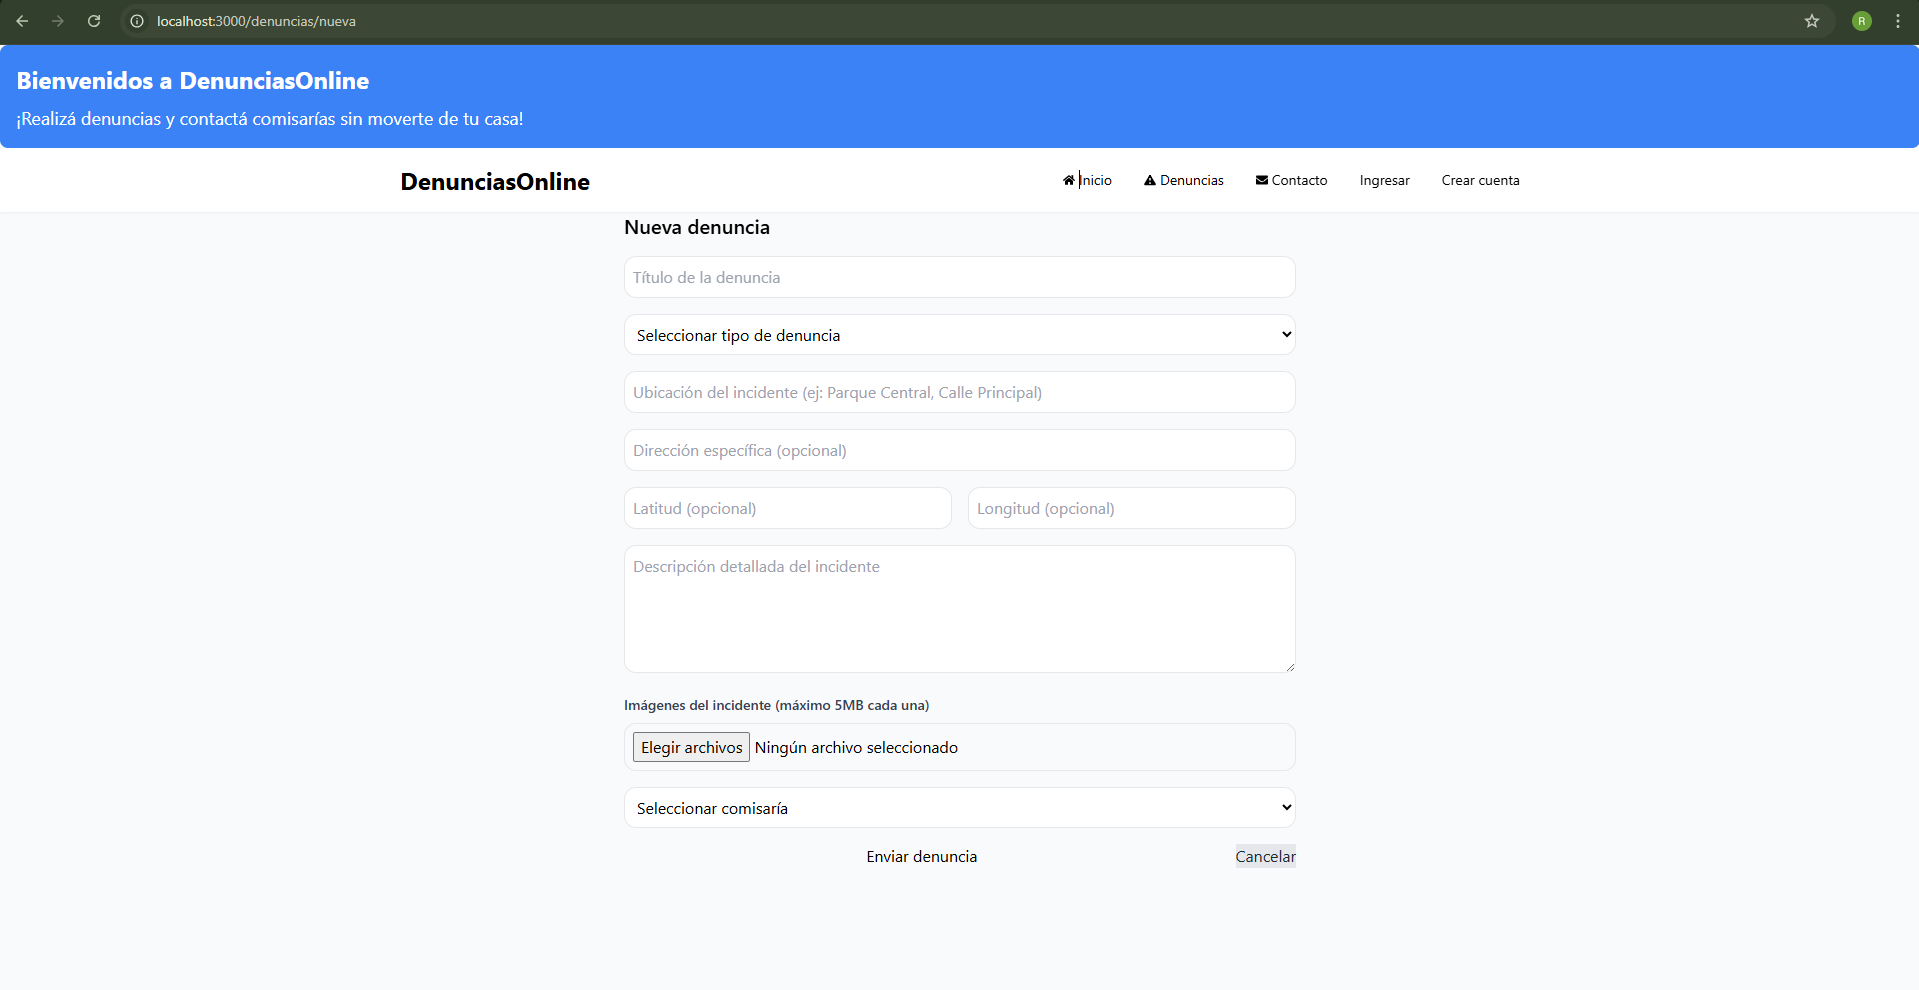 localhost:3000/denuncias/nueva
R
Bienvenidos a DenunciasOnline
¡Realizá denuncias y contactá comisarías sin moverte de tu casa!
DenunciasOnline Inicio Denuncias Contacto Ingresar Crear cuenta
Nueva denuncia
Título de la denuncia
Seleccionar tipo de denuncia
Ubicación del incidente (ej: Parque Central, Calle Principal)
Dirección específica (opcional)
Latitud (opcional) Longitud (opcional)
Descripción detallada del incidente
Imágenes del incidente (máximo 5MB cada una)
Elegir archivos Ningún archivo seleccionado
Seleccionar comisaría
Enviar denuncia Cancelar